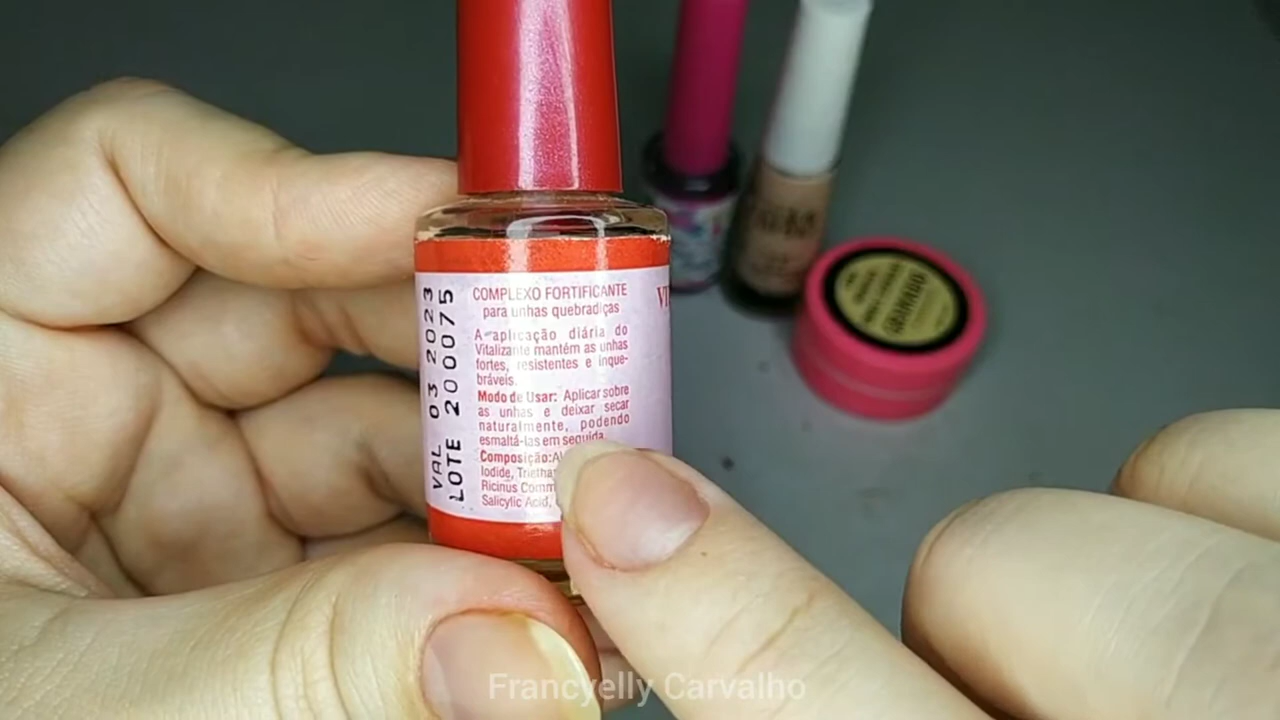 VAL 03 2023
LOTE 200075
COMPLEXO FORTIFICANTE
para unhas quebradiças
A aplicação diária do
Vitalizante mantém as unhas
fortes, resistentes e inque-
bráveis.
Modo de Usar: Aplicar sobre
as unhas e deixar secar
naturalmente, podendo
esmaltá-las em seguida.
Composição:
Iodide,
Ricinus
Salicylic Acid,
GRANADO
Francyelly Carvalho